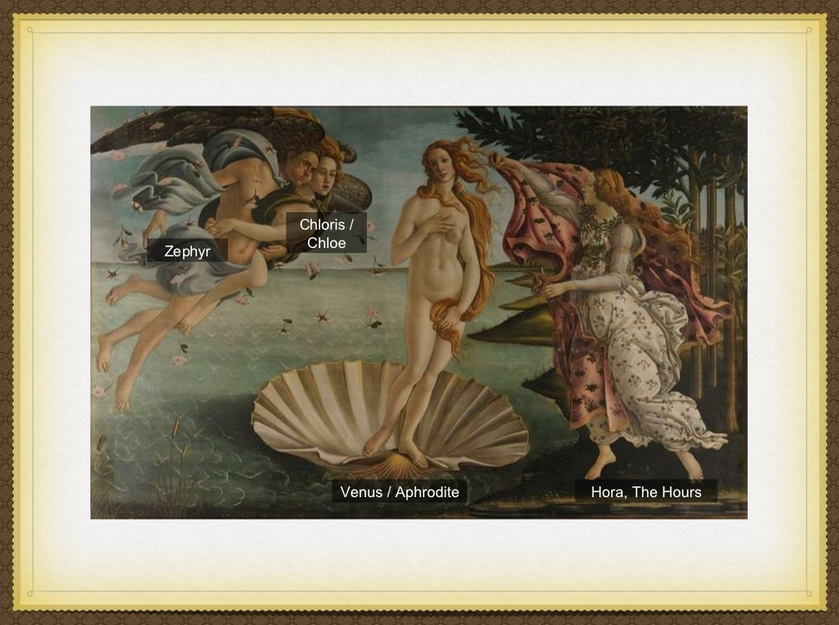 Chloris /
Chloe
Zephyr
Venus / Aphrodite
Hora, The Hours